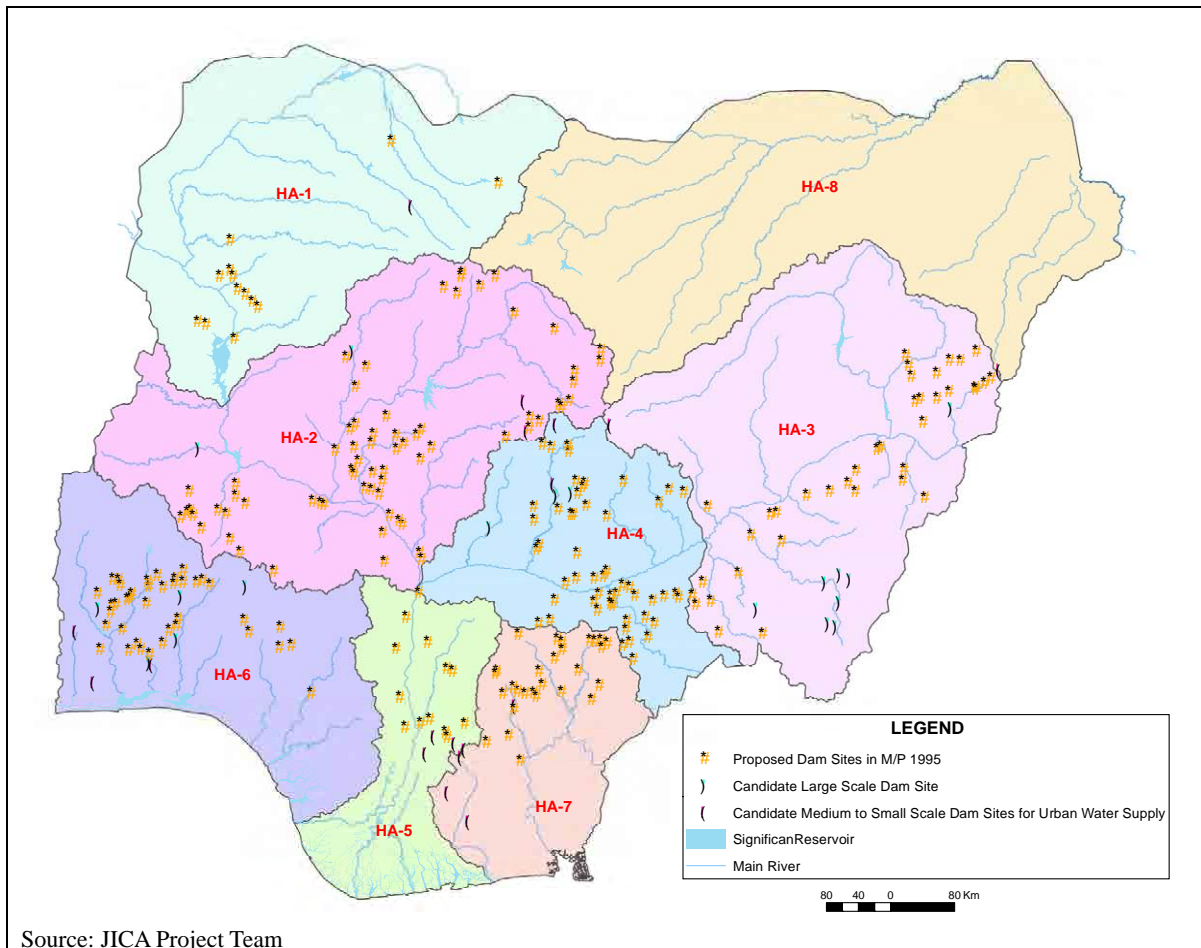 HA-1
HA-8
HA-2
HA-3
HA-4
HA-6
HA-7
HA-5
LEGEND
Proposed Dam Sites in M/P 1995
Candidate Large Scale Dam Site
Candidate Medium to Small Scale Dam Sites for Urban Water Supply
SignificanReservoir
Main River
80 40 0 80 Km
Source: JICA Project Team